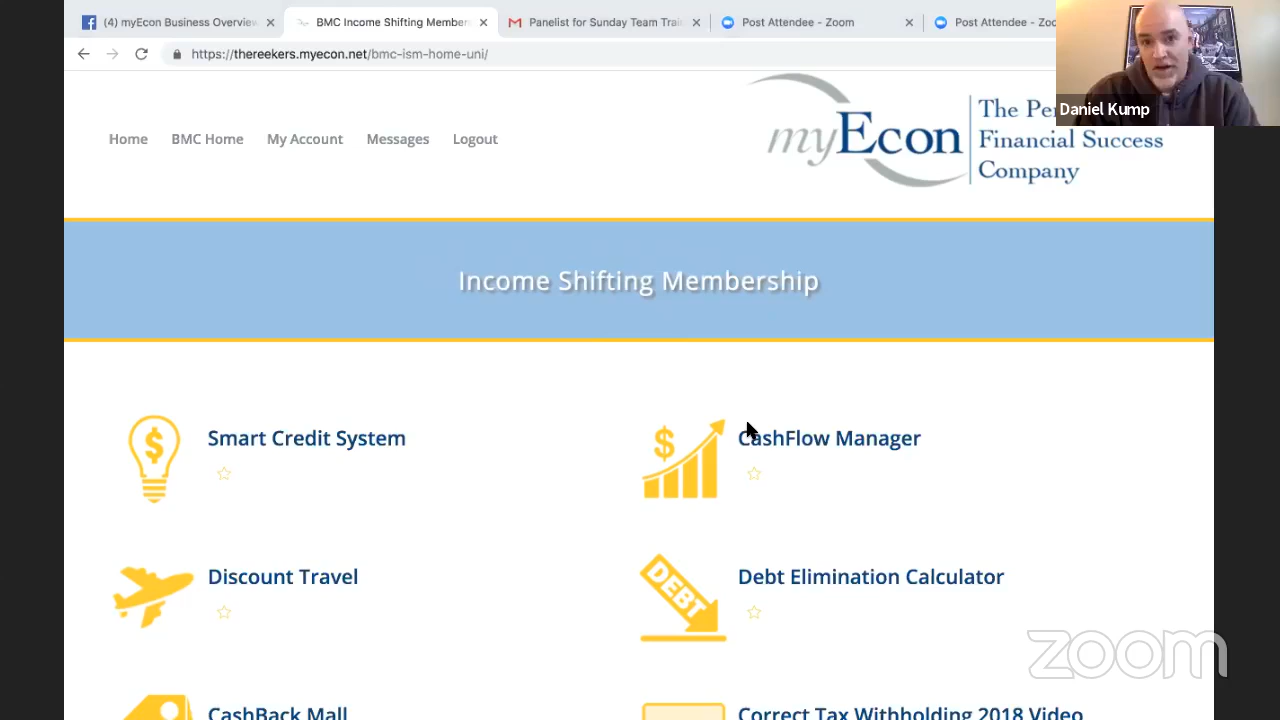 (4) myEcon Business Overview
BMC Income Shifting Member
Panelist for Sunday Team Trai
Post Attendee - Zoom
Post Attendee - Zoo
https://thereekers.myecon.net/bmc-ism-home-uni/
Daniel Kump
Home
BMC Home
My Account
Messages
Logout
myEcon
The Per
Financial Success
Company
Income Shifting Membership
$
Smart Credit System
$
CashFlow Manager
Discount Travel
DEBT
Debt Elimination Calculator
zoom
CashBack Mall
Correct Tax Withholding 2018 Video